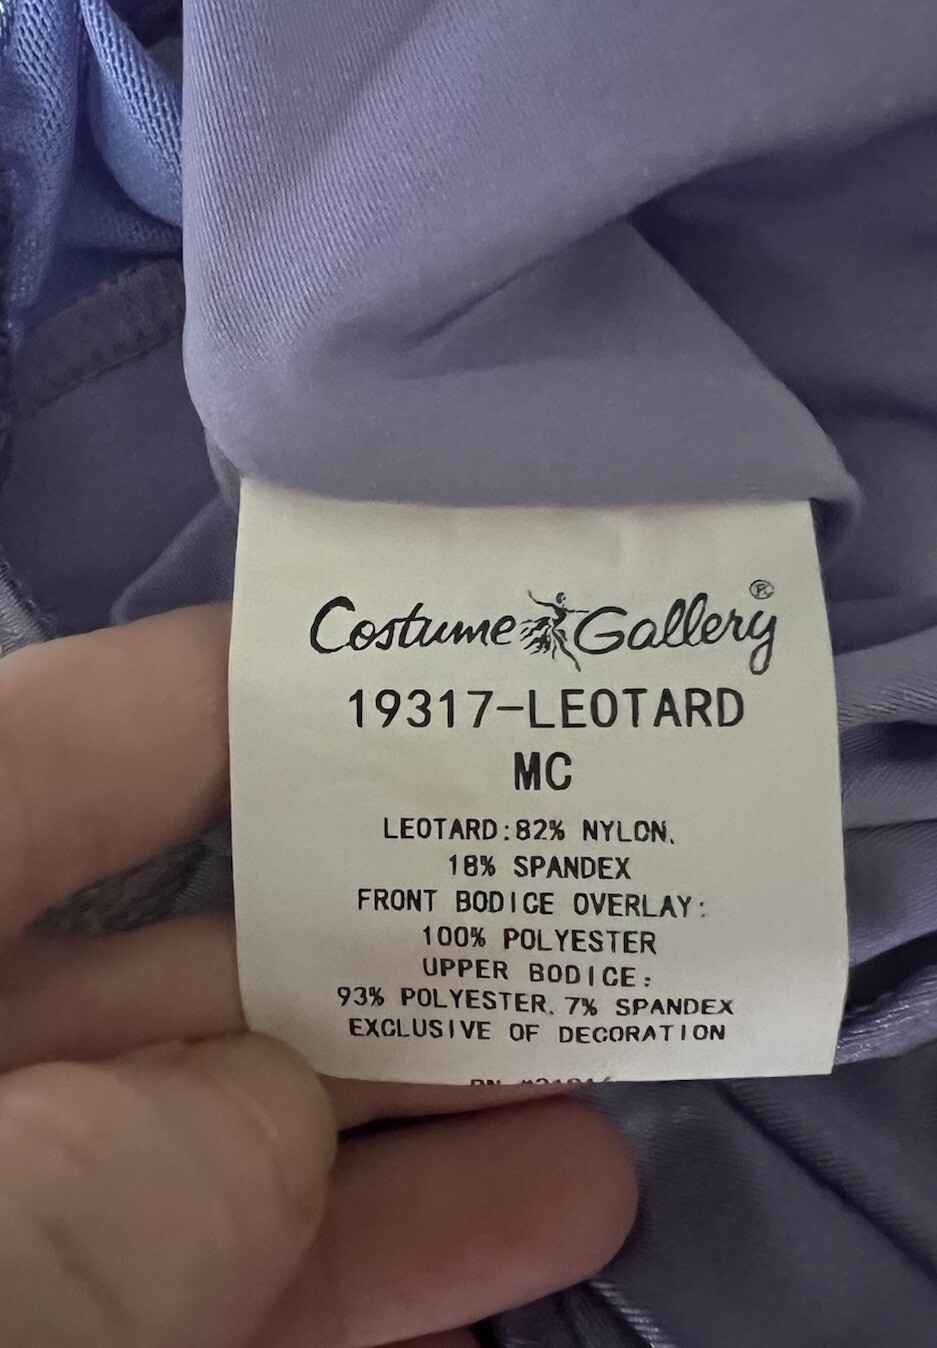 Costume Gallery®
19317-LEOTARD
MC
LEOTARD:82% NYLON,
18% SPANDEX
FRONT BODICE OVERLAY:
100% POLYESTER
UPPER BODICE:
93% POLYESTER, 7% SPANDEX
EXCLUSIVE OF DECORATION